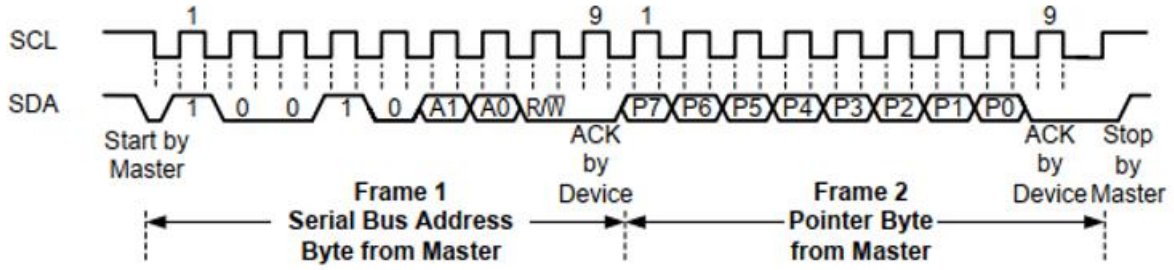 1 9 1 9
SCL
SDA 1 0 0 1 0 A1 A0 R/W P7 P6 P5 P4 P3 P2 P1 P0
Start by
Master
ACK
by
Device
ACK
by
Device
Stop
by
Master
Frame 1
Serial Bus Address
Byte from Master
Frame 2
Pointer Byte
from Master